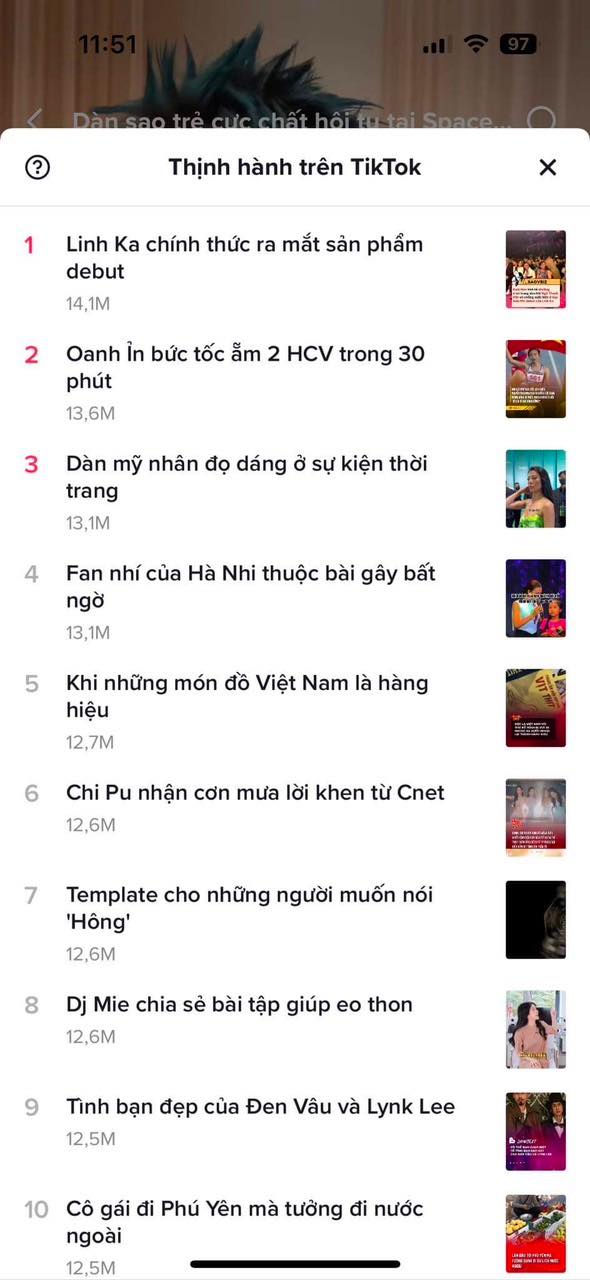 11:51
97
Dàn sao trẻ cực chất hội tụ tại Space...
Thịnh hành trên TikTok
1
Linh Ka chính thức ra mắt sản phẩm
debut
14,1M
2
Oanh Ỉn bức tốc ẵm 2 HCV trong 30
phút
13,6M
3
Dàn mỹ nhân đọ dáng ở sự kiện thời
trang
13,1M
4
Fan nhí của Hà Nhi thuộc bài gây bất
ngờ
13,1M
5
Khi những món đồ Việt Nam là hàng
hiệu
12,7M
VỊT THỊT
6
Chi Pu nhận cơn mưa lời khen từ Cnet
12,6M
7
Template cho những người muốn nói
'Hông'
12,6M
8
Dj Mie chia sẻ bài tập giúp eo thon
12,6M
9
Tình bạn đẹp của Đen Vâu và Lynk Lee
12,5M
10
Cô gái đi Phú Yên mà tưởng đi nước
ngoài
12,5M